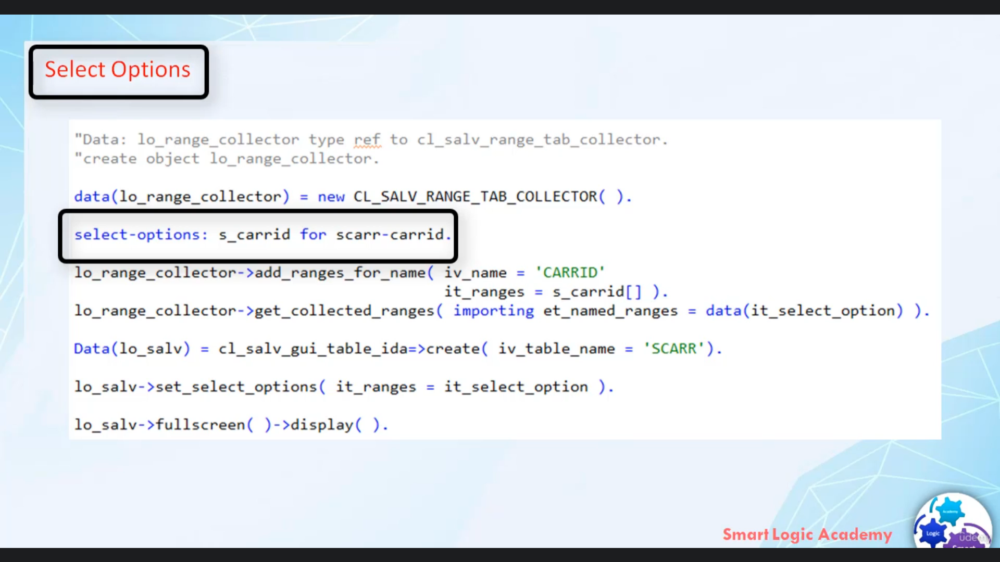 Select Options
"Data: lo_range_collector type ref to cl_salv_range_tab_collector.
"create object lo_range_collector.
data(lo_range_collector) = new CL_SALV_RANGE_TAB_COLLECTOR( ).
select-options: s_carrid for scarr-carrid.
lo_range_collector->add_ranges_for_name( iv_name = 'CARRID'
it_ranges = s_carrid[] ).
lo_range_collector->get_collected_ranges( importing et_named_ranges = data(it_select_option) ).
Data(lo_salv) = cl_salv_gui_table_ida=>create( iv_table_name = 'SCARR').
lo_salv->set_select_options( it_ranges = it_select_option ).
lo_salv->fullscreen( )->display( ).
Smart Logic Academy
Academy
Logic
Smart